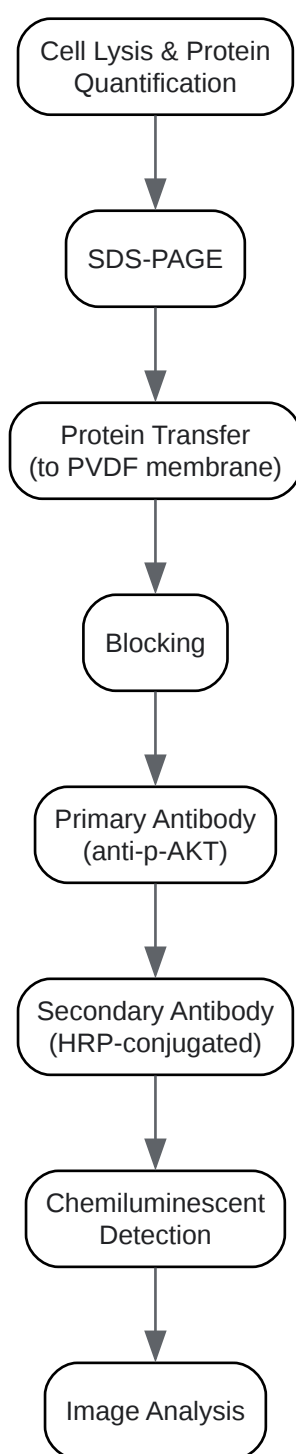 Cell Lysis & Protein
Quantification
SDS-PAGE
Protein Transfer
(to PVDF membrane)
Blocking
Primary Antibody
(anti-p-AKT)
Secondary Antibody
(HRP-conjugated)
Chemiluminescent
Detection
Image Analysis